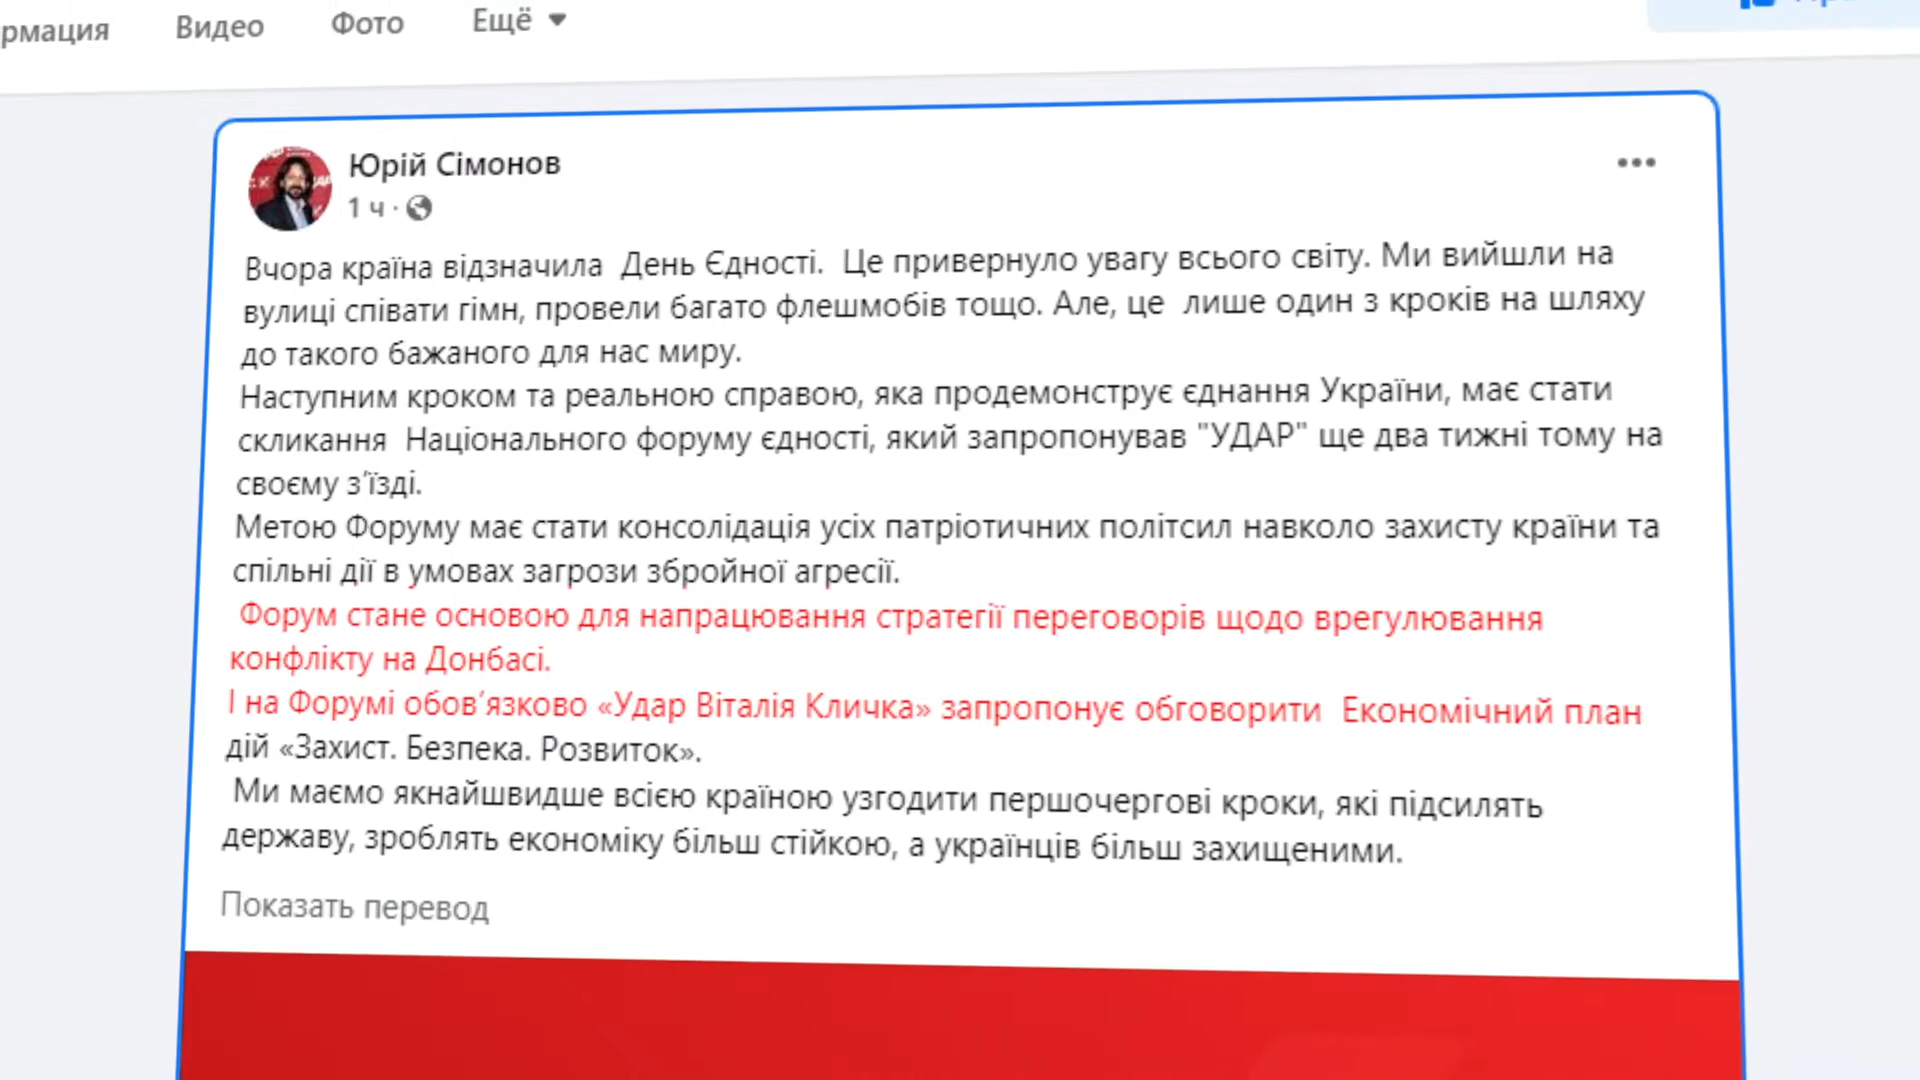 рмация Видео Фото Ещё
Юрій Сімонов
1 ч ·
Вчора країна відзначила День Єдності. Це привернуло увагу всього світу. Ми вийшли на
вулиці співати гімн, провели багато флешмобів тощо. Але, це лише один з кроків на шляху
до такого бажаного для нас миру.
Наступним кроком та реальною справою, яка продемонструє єднання України, має стати
скликання Національного форуму єдності, який запропонував "УДАР" ще два тижні тому на
своєму з’їзді.
Метою Форуму має стати консолідація усіх патріотичних політсил навколо захисту країни та
спільні дії в умовах загрози збройної агресії.
Форум стане основою для напрацювання стратегії переговорів щодо врегулювання
конфлікту на Донбасі.
І на Форумі обов’язково «Удар Віталія Кличка» запропонує обговорити Економічний план
дій «Захист. Безпека. Розвиток».
Ми маємо якнайшвидше всією країною узгодити першочергові кроки, які підсилять
державу, зроблять економіку більш стійкою, а українців більш захищеними.
Показать перевод